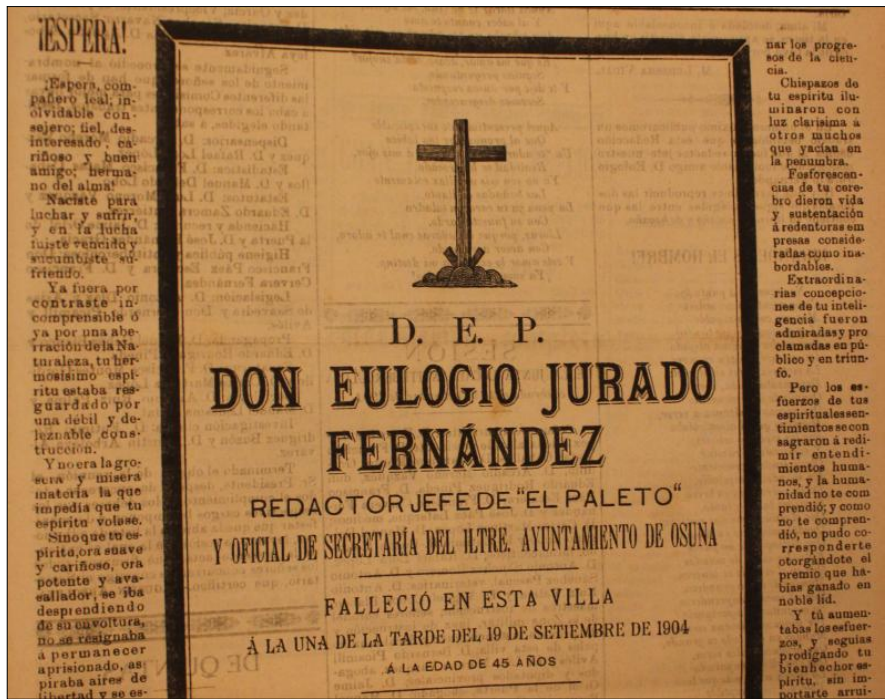 ¡ESPERA!
¡Espera, com-
pañero leal; in-
olvidable con-
sejero; fiel, des-
interesado, ca-
riñoso y buen
amigo; herma-
no del alma!
Naciste para
luchar y sufrir,
y en la lucha
fuiste vencido y
sucumbiste su-
friendo.
Ya fuera por
contraste in-
comprensible ó
ya por una abe-
rración de la Na-
turaleza, tu her-
mosísimo espí-
ritu estaba res-
guardado por
una débil y de-
leznable cons-
trucción.
Y no era la gro-
sera y mísera
materia la que
impedía que tu
espíritu volase.
Sino que tu es-
píritu, ora suave
y cariñoso, ora
potente y ava-
sallador, se iba
desprendiendo
de su envoltura,
no se resignaba
á permanecer
aprisionado, as-
piraba aires de
libertad y se es-
D. E. P.
DON EULOGIO JURADO
FERNÁNDEZ
REDACTOR JEFE DE "EL PALETO"
Y OFICIAL DE SECRETARÍA DEL ILTRE. AYUNTAMIENTO DE OSUNA
FALLECIÓ EN ESTA VILLA
Á LA UNA DE LA TARDE DEL 19 DE SETIEMBRE DE 1904
Á LA EDAD DE 45 AÑOS
nar los progre-
sos de la cien-
cia.
Chispazos de
tu espíritu ilu-
minaron con
luz clarísima á
otros muchos
que yacían en
la penumbra.
Fosforescen-
cias de tu cere-
bro dieron vida
y sustentación
á redentoras em
presas conside-
radas como ina-
bordables.
Extraordina-
rias concepcio-
nes de tu inteli-
gencia fueron
admiradas y pro
clamadas en pú-
blico y en triun-
fo.
Pero los es-
fuerzos de tus
espirituales sen-
timientos se con
sagraron á redi-
mir entendi-
mientos huma-
nos, y la huma-
nidad no te com
prendió; y como
no te compren-
dió, no pudo co-
rresponderte
otorgándote el
premio que ha-
bías ganado en
noble lid.
Y tú aumen-
tabas los esfuer-
zos, y seguías
prodigando tu
bienhechor es-
píritu, sin im-
portarte arrui-